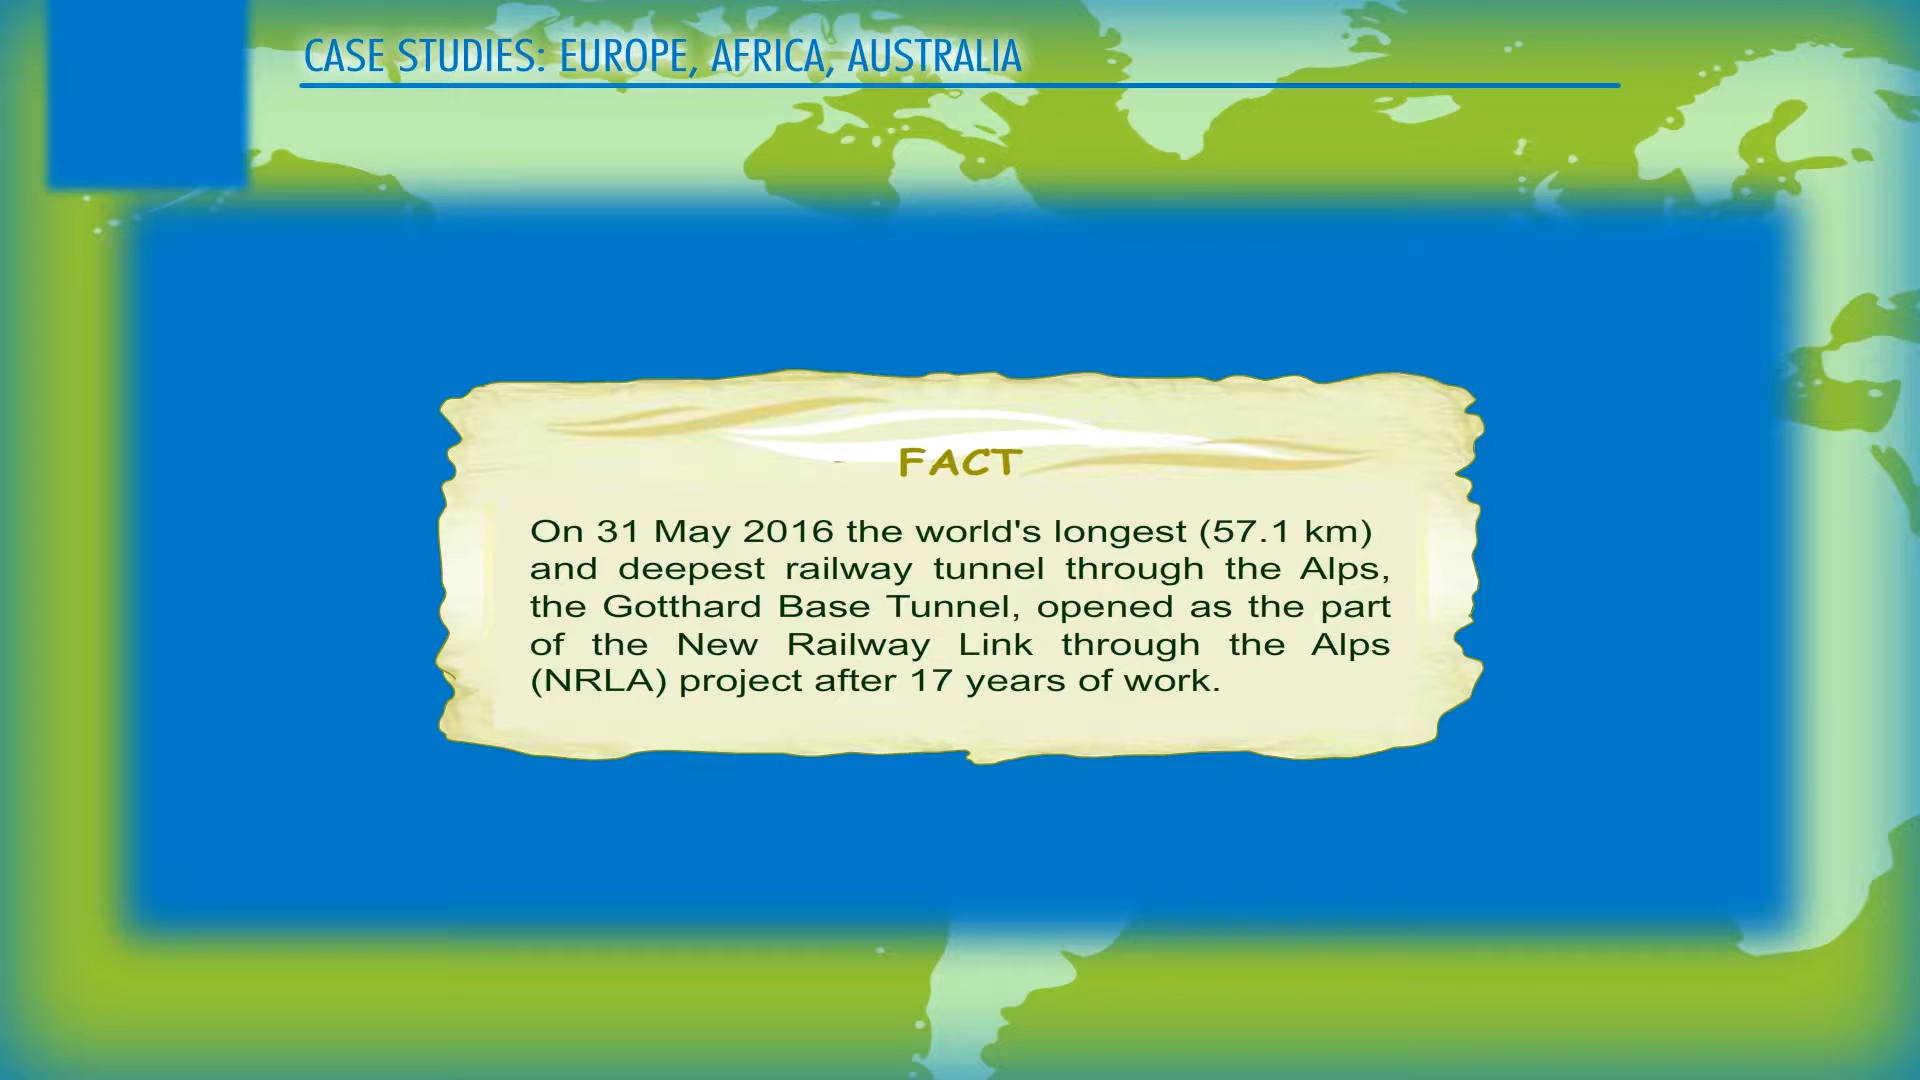 CASE STUDIES: EUROPE, AFRICA, AUSTRALIA
FACT
On 31 May 2016 the world's longest (57.1 km)
and deepest railway tunnel through the Alps,
the Gotthard Base Tunnel, opened as the part
of the New Railway Link through the Alps
(NRLA) project after 17 years of work.